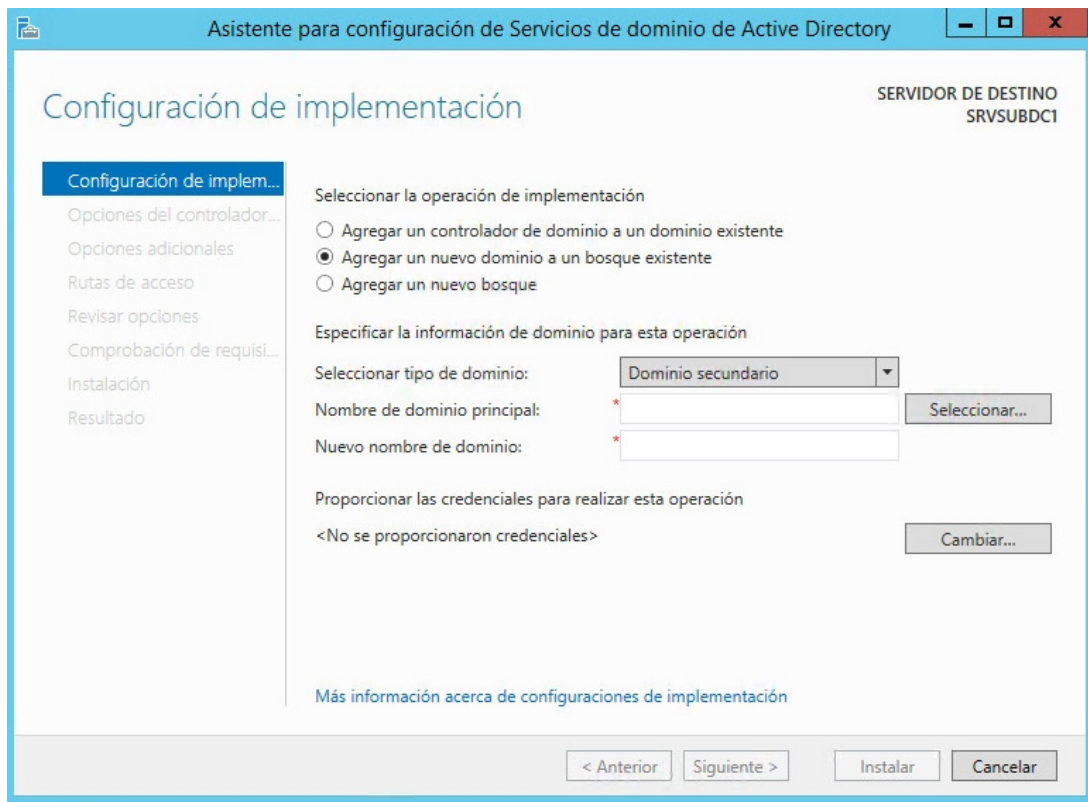 Asistente para configuración de Servicios de dominio de Active Directory
Configuración de implementación
SERVIDOR DE DESTINO
SRVSUBDC1
Configuración de implem...
Opciones del controlador...
Opciones adicionales
Rutas de acceso
Revisar opciones
Comprobación de requisi...
Instalación
Resultado
Seleccionar la operación de implementación
Agregar un controlador de dominio a un dominio existente
Agregar un nuevo dominio a un bosque existente
Agregar un nuevo bosque
Especificar la información de dominio para esta operación
Seleccionar tipo de dominio: Dominio secundario
Nombre de dominio principal: * Seleccionar...
Nuevo nombre de dominio: *
Proporcionar las credenciales para realizar esta operación
<No se proporcionaron credenciales> Cambiar...
Más información acerca de configuraciones de implementación
< Anterior Siguiente > Instalar Cancelar